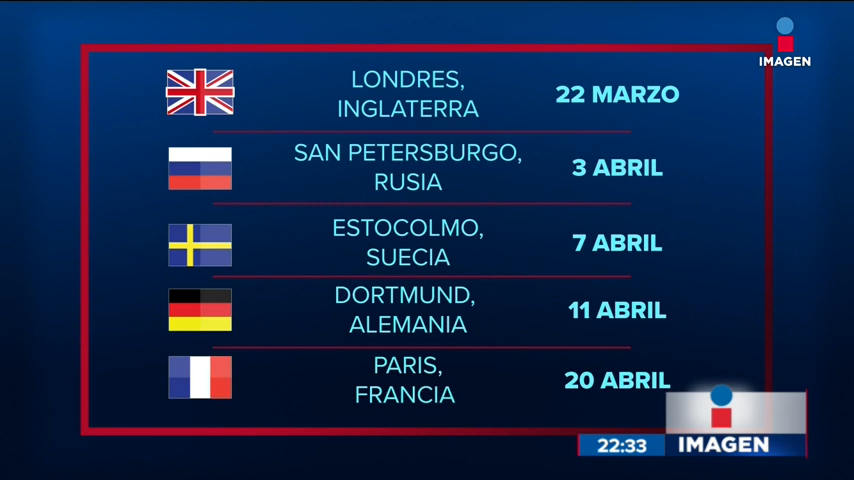 IMAGEN
LONDRES,
INGLATERRA
22 MARZO
SAN PETERSBURGO,
RUSIA
3 ABRIL
ESTOCOLMO,
SUECIA
7 ABRIL
DORTMUND,
ALEMANIA
11 ABRIL
PARIS,
FRANCIA
20 ABRIL
22:33
IMAGEN